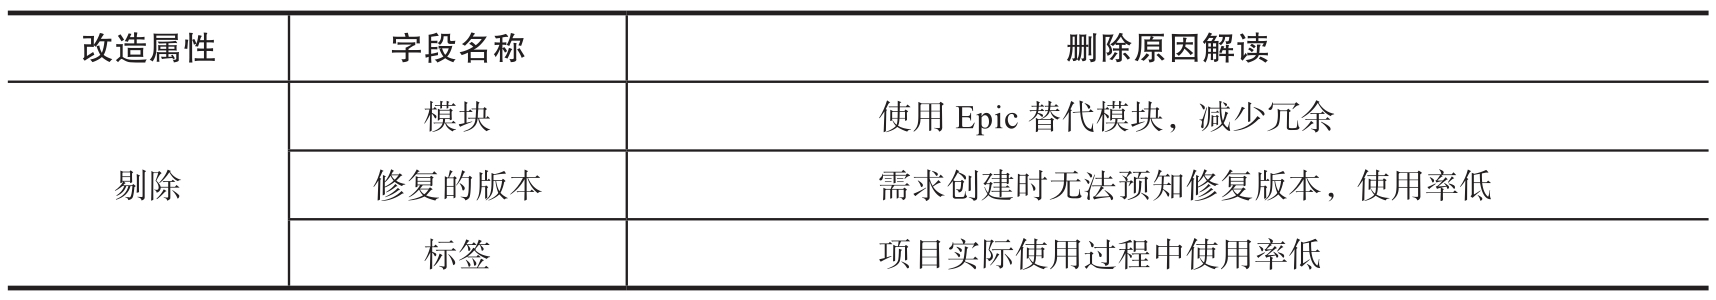 改造属性 字段名称 删除原因解读
模块 使用 Epic 替代模块，减少冗余
剔除 修复的版本 需求创建时无法预知修复版本，使用率低
标签 项目实际使用过程中使用率低